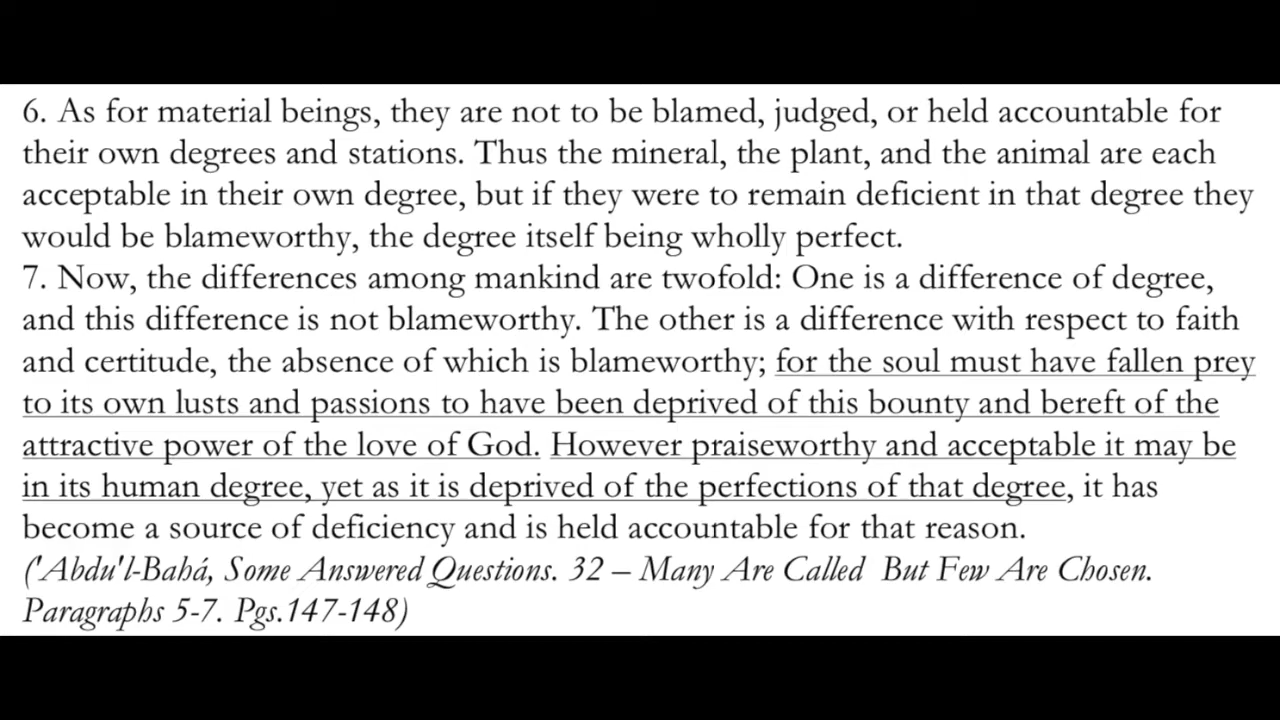 6. As for material beings, they are not to be blamed, judged, or held accountable for
their own degrees and stations. Thus the mineral, the plant, and the animal are each
acceptable in their own degree, but if they were to remain deficient in that degree they
would be blameworthy, the degree itself being wholly perfect.
7. Now, the differences among mankind are twofold: One is a difference of degree,
and this difference is not blameworthy. The other is a difference with respect to faith
and certitude, the absence of which is blameworthy; for the soul must have fallen prey
to its own lusts and passions to have been deprived of this bounty and bereft of the
attractive power of the love of God. However praiseworthy and acceptable it may be
in its human degree, yet as it is deprived of the perfections of that degree, it has
become a source of deficiency and is held accountable for that reason.
('Abdu'l-Bahá, Some Answered Questions. 32 – Many Are Called But Few Are Chosen.
Paragraphs 5-7. Pgs.147-148)